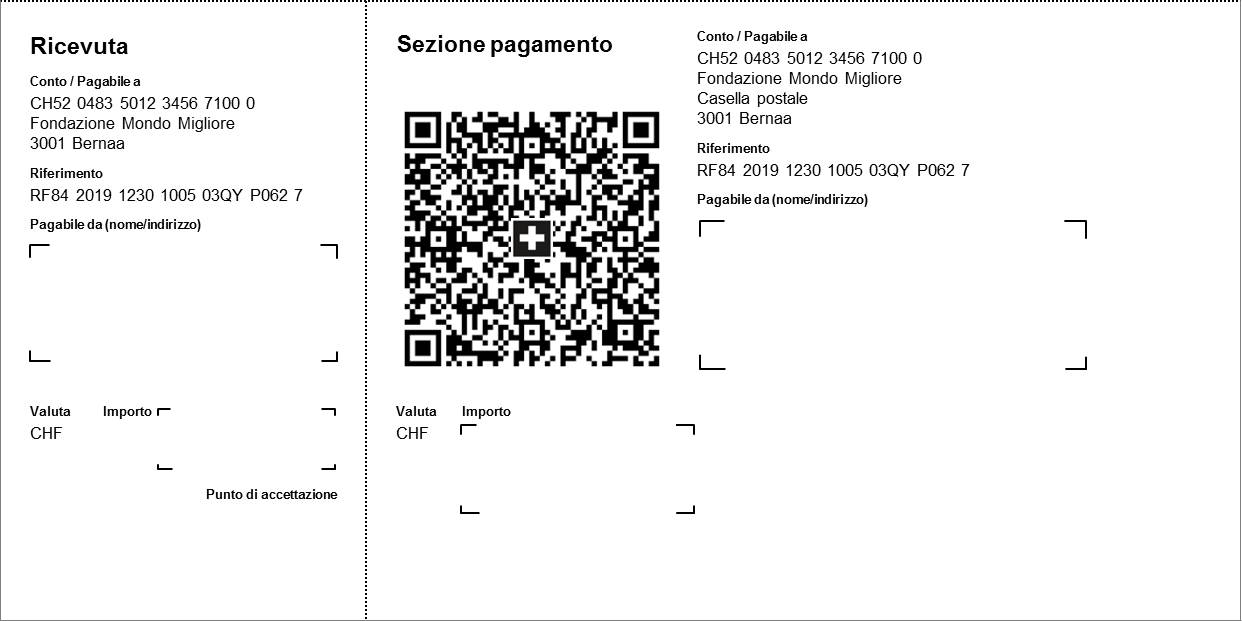 Ricevuta
Conto / Pagabile a
CH52 0483 5012 3456 7100 0
Fondazione Mondo Migliore
3001 Bernaa
Riferimento
RF84 2019 1230 1005 03QY P062 7
Pagabile da (nome/indirizzo)
Valuta Importo
CHF
Punto di accettazione
Sezione pagamento
Valuta Importo
CHF
Conto / Pagabile a
CH52 0483 5012 3456 7100 0
Fondazione Mondo Migliore
Casella postale
3001 Bernaa
Riferimento
RF84 2019 1230 1005 03QY P062 7
Pagabile da (nome/indirizzo)